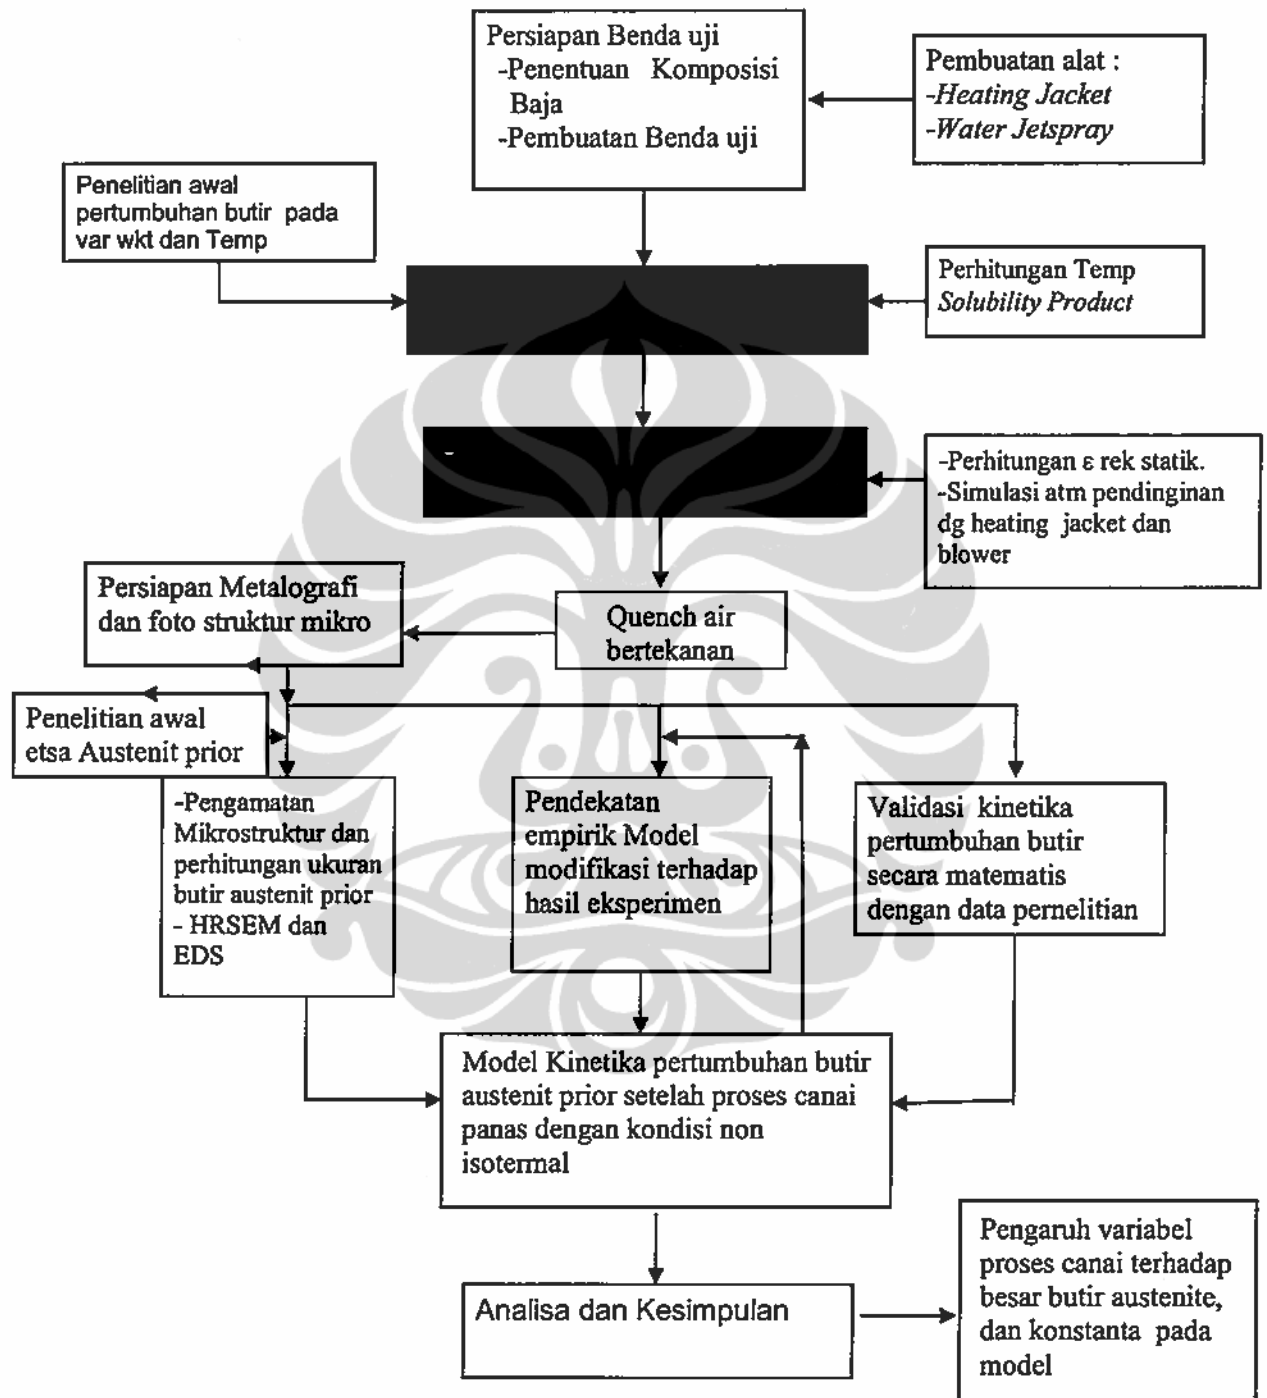 Persiapan Benda uji
-Penentuan Komposisi
Baja
-Pembuatan Benda uji
Pembuatan alat :
-Heating Jacket
-Water Jetspray
Penelitian awal
pertumbuhan butir pada
var wkt dan Temp
Perhitungan Temp
Solubility Product
-Perhitungan ε rek statik.
-Simulasi atm pendinginan
dg heating jacket dan
blower
Persiapan Metalografi
dan foto struktur mikro
Quench air
bertekanan
Penelitian awal
etsa Austenit prior
-Pengamatan
Mikrostruktur dan
perhitungan ukuran
butir austenit prior
- HRSEM dan
EDS
Pendekatan
empirik Model
modifikasi terhadap
hasil eksperimen
Validasi kinetika
pertumbuhan butir
secara matematis
dengan data pernelitian
Model Kinetika pertumbuhan butir
austenit prior setelah proses canai
panas dengan kondisi non
isotermal
Analisa dan Kesimpulan
Pengaruh variabel
proses canai terhadap
besar butir austenite,
dan konstanta pada
model